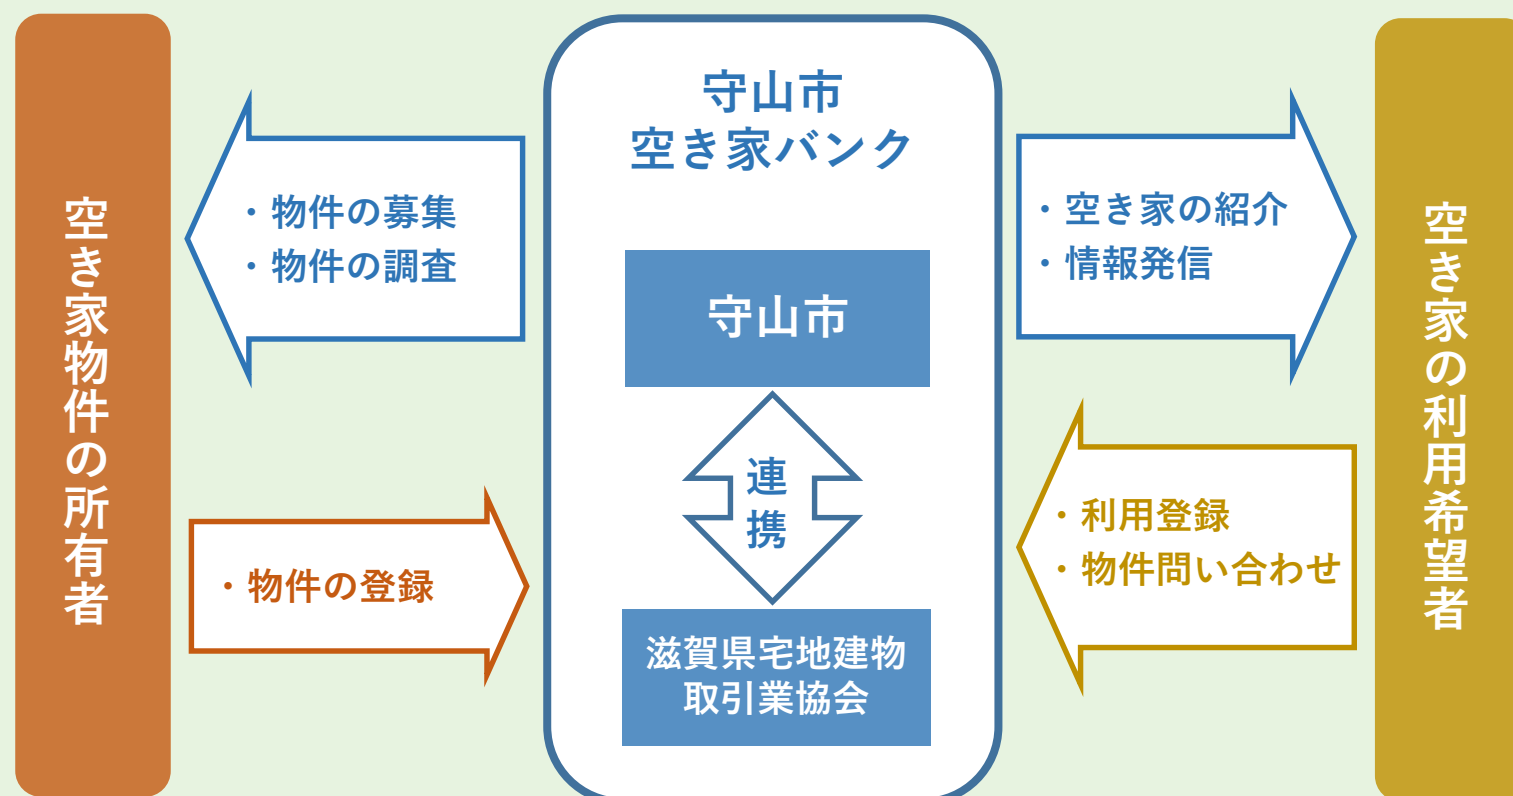 空き家物件の所有者
・物件の募集
・物件の調査
・物件の登録
守山市
空き家バンク
守山市
連
携
滋賀県宅地建物
取引業協会
・空き家の紹介
・情報発信
・利用登録
・物件問い合わせ
空き家の利用希望者